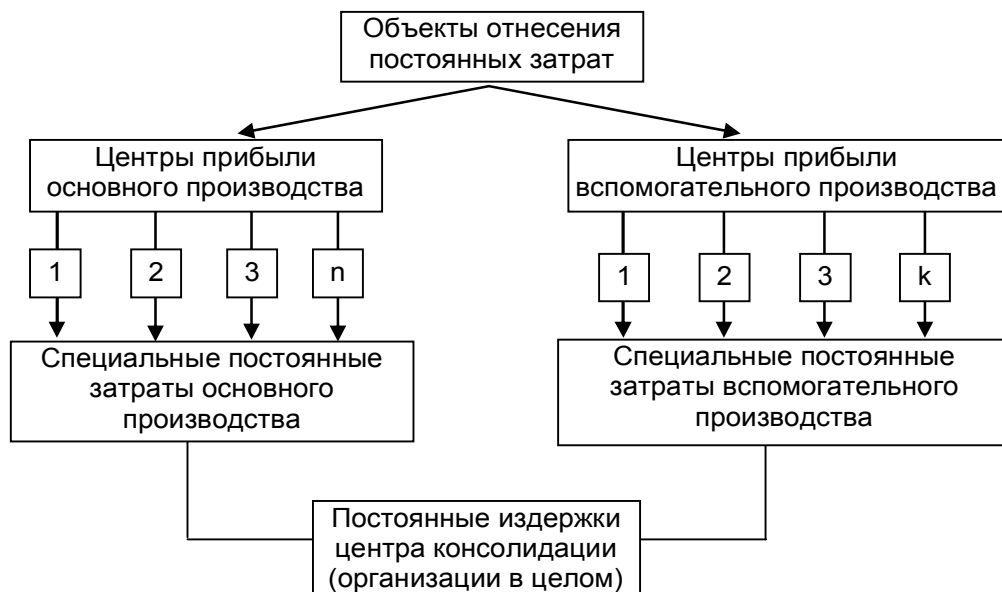 Объекты отнесения
постоянных затрат
Центры прибыли
основного производства
Центры прибыли
вспомогательного производства
1
2
3
n
1
2
3
k
Специальные постоянные
затраты основного
производства
Специальные постоянные
затраты вспомогательного
производства
Постоянные издержки
центра консолидации
(организации в целом)